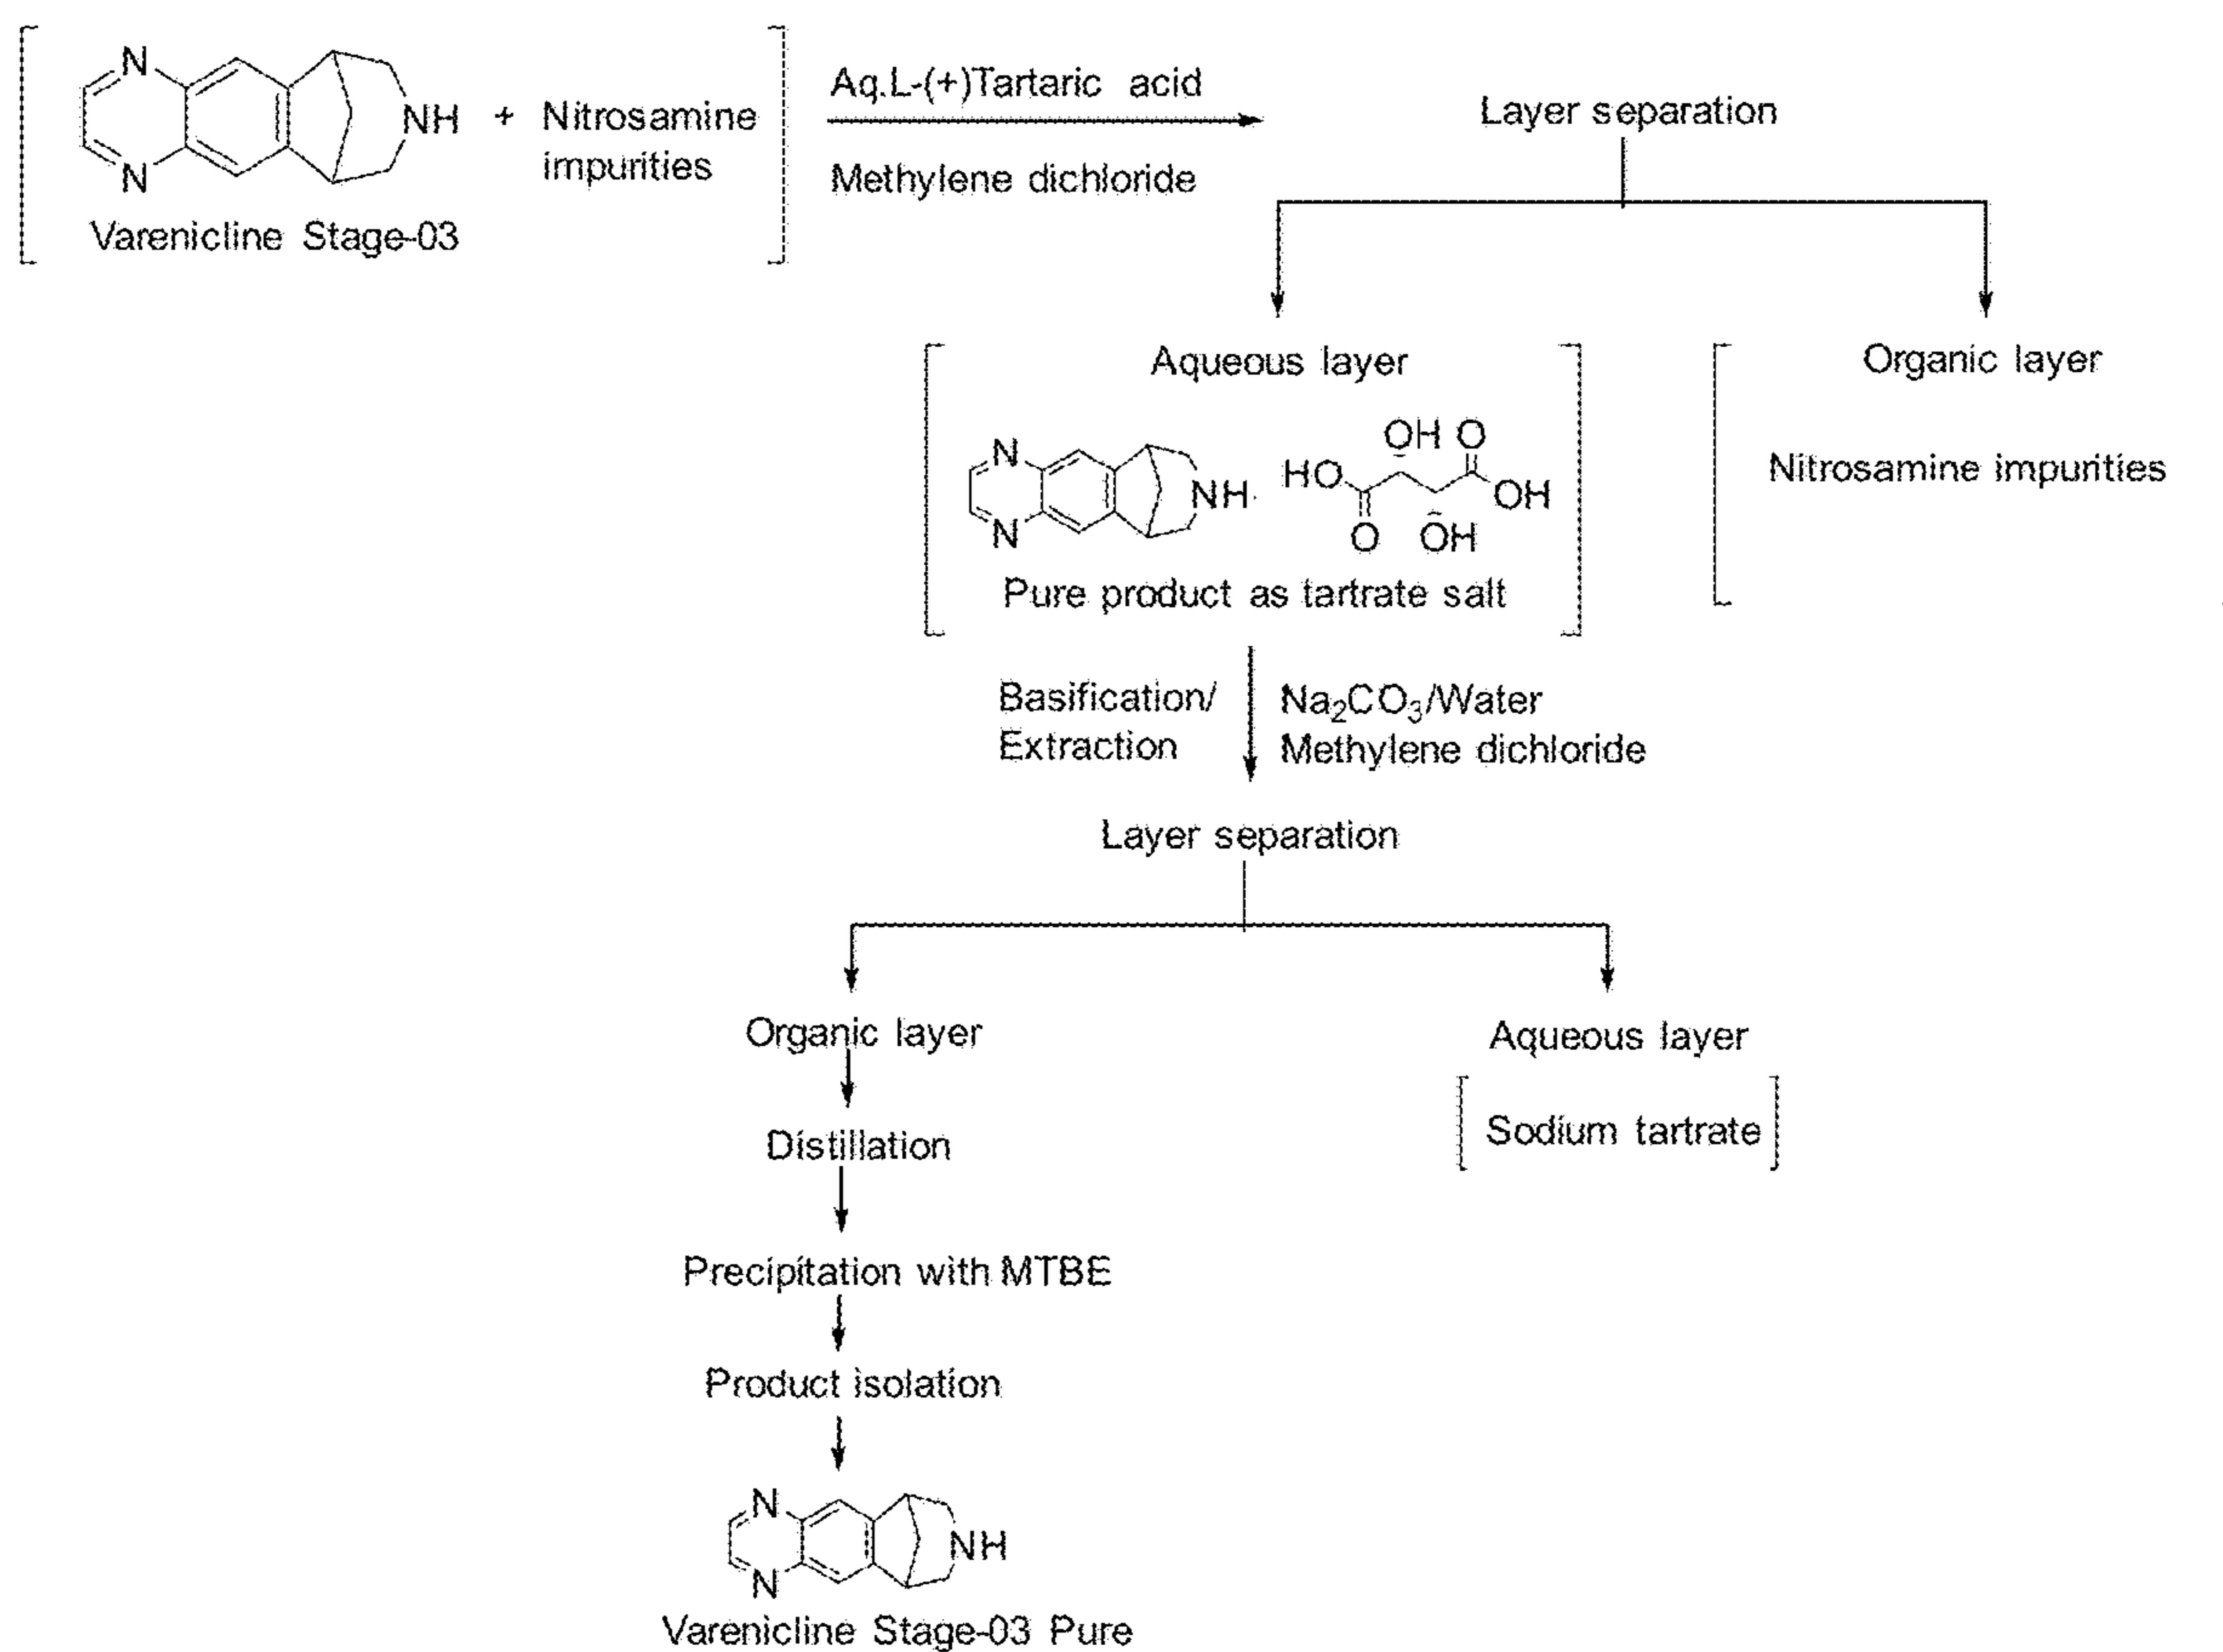 N
N
NH
+ Nitrosamine
impurities
Varenicline Stage-03
Aq.L-(+)Tartaric acid
Methylene dichloride
Layer separation
Aqueous layer
N
N
NH.
OH O
HO
OH
O OH
Pure product as tartrate salt
Organic layer
Nitrosamine impurities
Basification/
Extraction
Na2CO3/Water
Methylene dichloride
Layer separation
Organic layer
Aqueous layer
Sodium tartrate
Distillation
Precipitation with MTBE
Product isolation
N
N
NH
Varenicline Stage-03 Pure